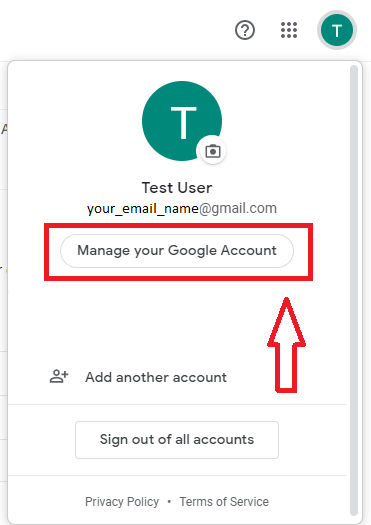 T
A
T
Test User
your_email_name@gmail.com
Manage your Google Account
Add another account
Sign out of all accounts
Privacy Policy • Terms of Service